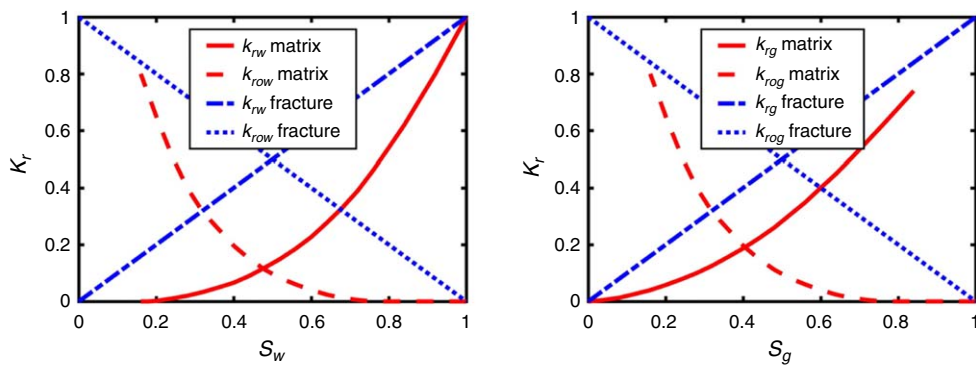 1
0.8
0.6
0.4
0.2
0
K_r
k_rw matrix
k_row matrix
k_rw fracture
k_row fracture
0 0.2 0.4 0.6 0.8 1
S_w
1
0.8
0.6
0.4
0.2
0
K_r
k_rg matrix
k_rog matrix
k_rg fracture
k_rog fracture
0 0.2 0.4 0.6 0.8 1
S_g